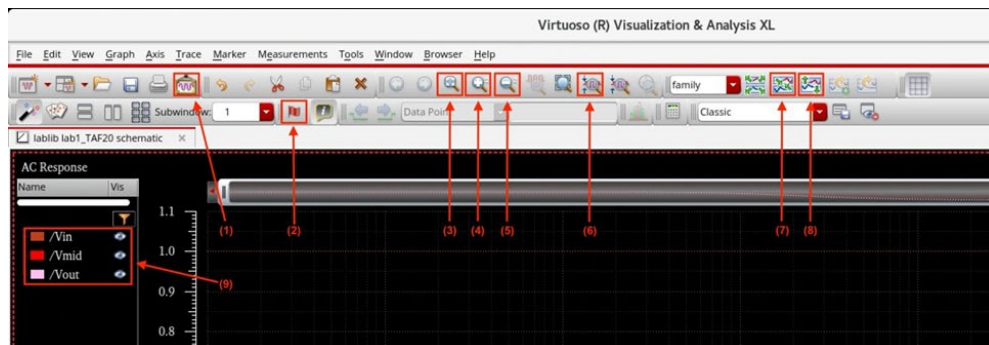 Virtuoso (R) Visualization & Analysis XL
File Edit View Graph Axis Trace Marker Measurements Tools Window Browser Help
family
Subwindow: 1 Data Point Classic
lablib lab1_TAF20 schematic ×
AC Response
Name Vis
1.1
(1) (2) (3) (4) (5) (6) (7) (8)
/Vin
/Vmid
1.0
/Vout
(9)
0.9
0.8